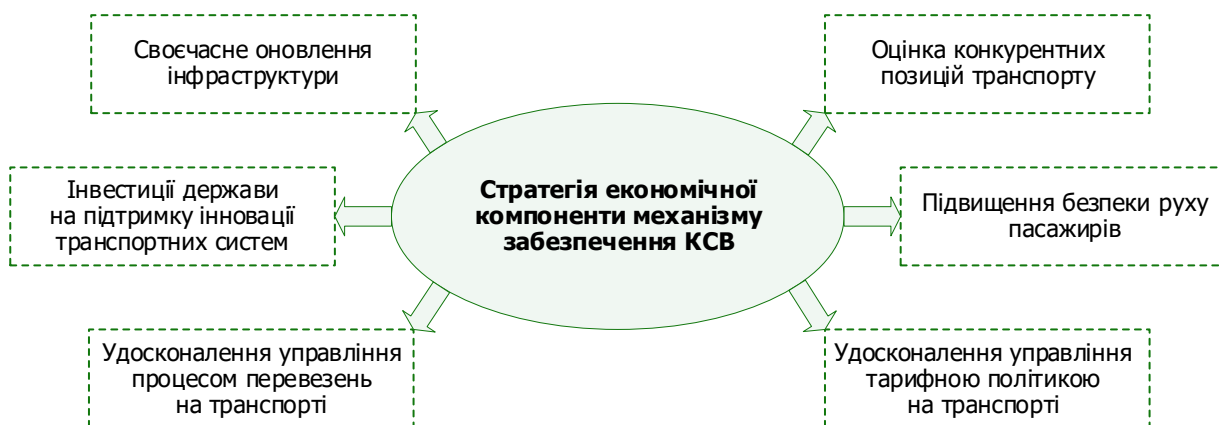 Своєчасне оновлення
інфраструктури
Оцінка конкурентних
позицій транспорту
Інвестиції держави
на підтримку інновації
транспортних систем
Стратегія економічної
компоненти механізму
забезпечення КСВ
Підвищення безпеки руху
пасажирів
Удосконалення управління
процесом перевезень
на транспорті
Удосконалення управління
тарифною політикою
на транспорті